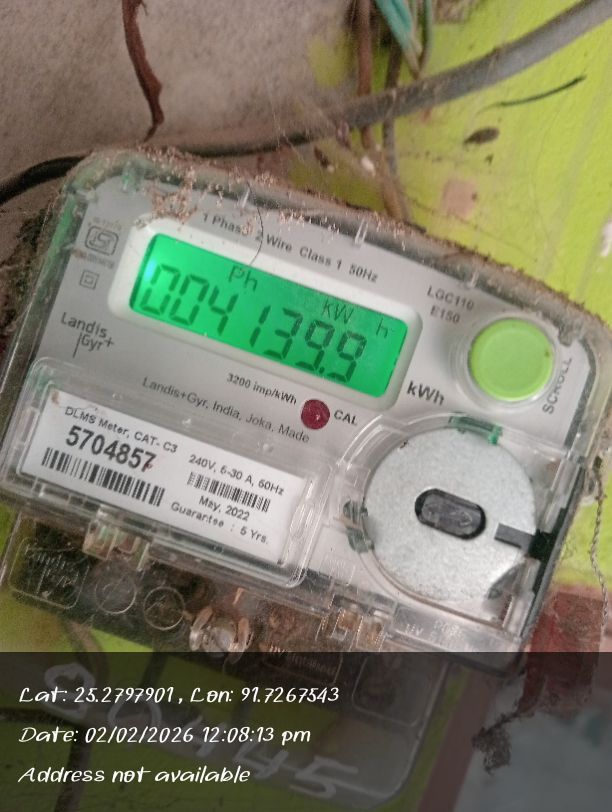 1 Phase 2 Wire Class 1 50Hz
LGC110
E150
Ph kW h
004139.9
kWh
SCROLL
Landis
Gyr+
3200 imp/kWh
CAL
Landis+Gyr, India, Joka, Made
DLMS Meter, CAT- C3
5704857
240V, 5-30 A, 50Hz
May, 2022
Guarantee : 5 Yrs.
Lat: 25.2797901 , Lon: 91.7267543
Date: 02/02/2026 12:08:13 pm
Address not available